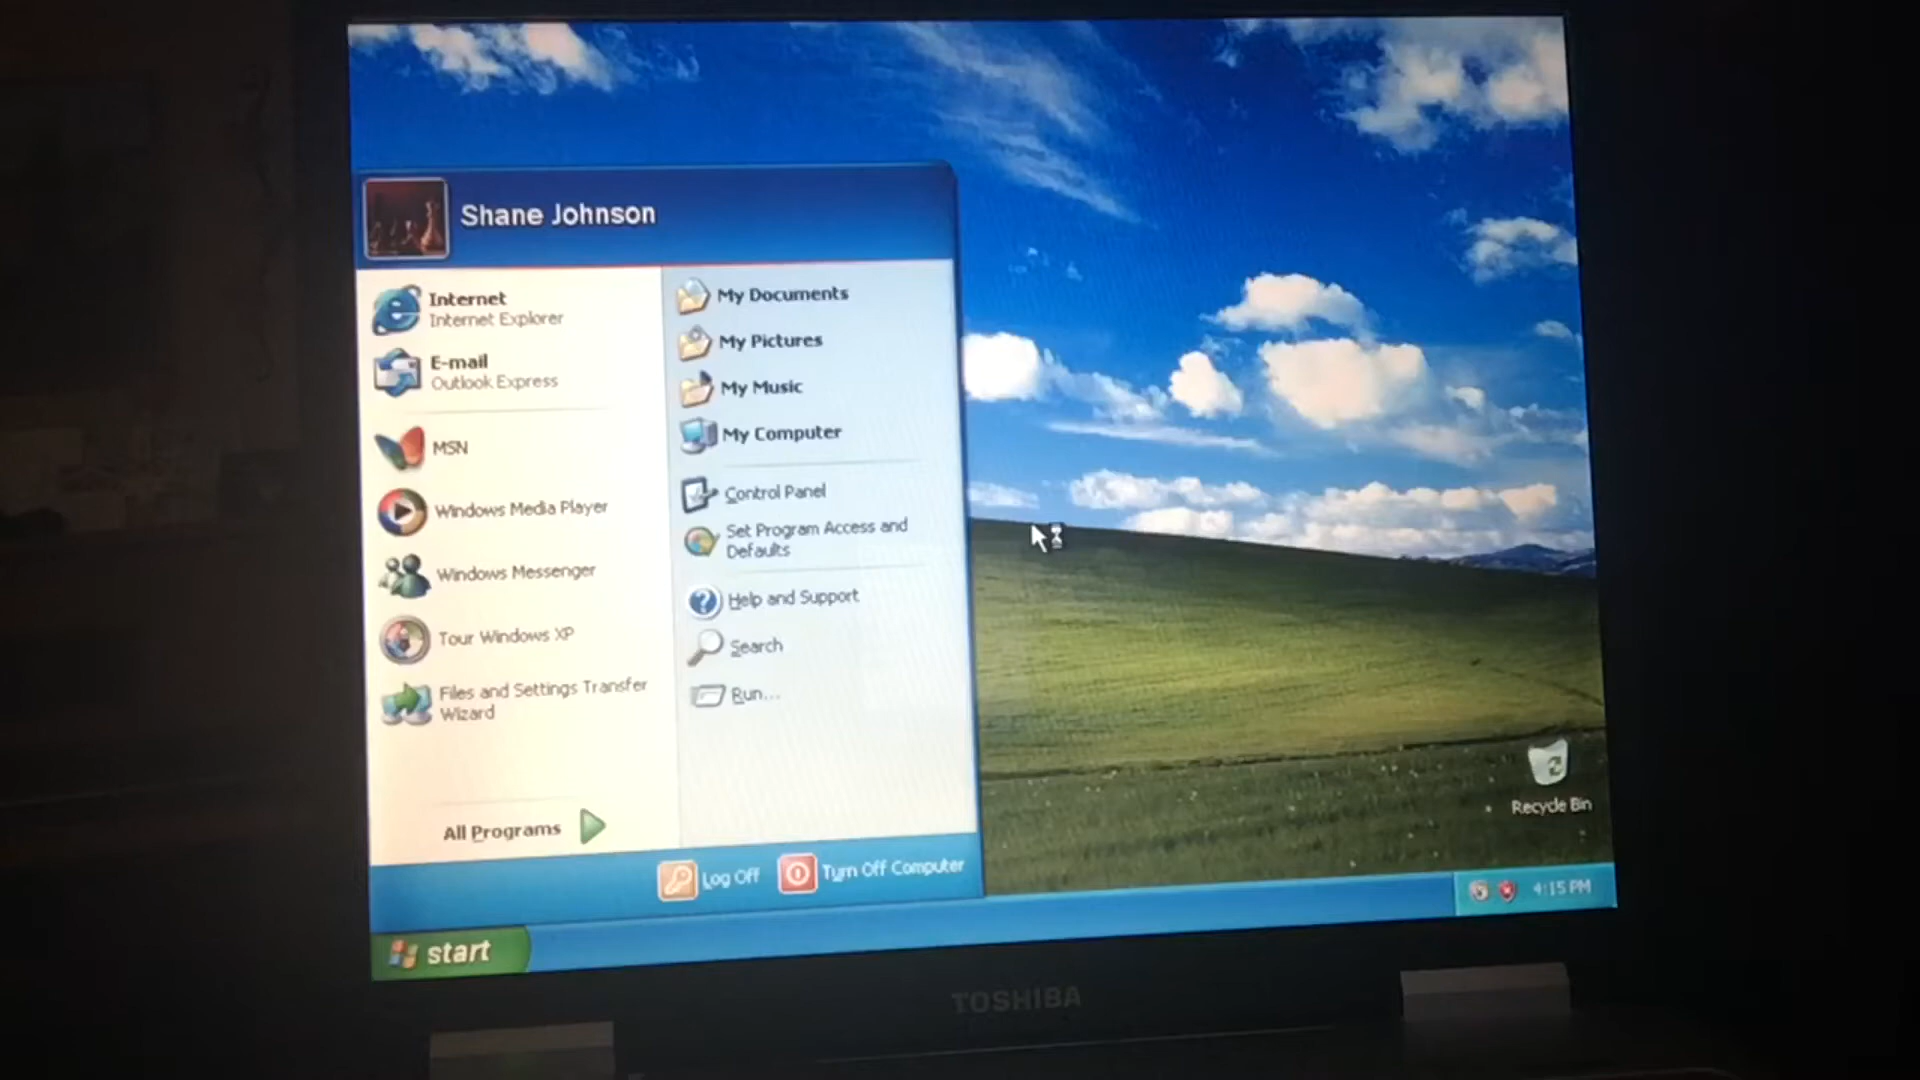 Shane Johnson
Internet
Internet Explorer
E-mail
Outlook Express
MSN
Windows Media Player
Windows Messenger
Tour Windows XP
Files and Settings Transfer
Wizard
All Programs
My Documents
My Pictures
My Music
My Computer
Control Panel
Set Program Access and
Defaults
Help and Support
Search
Run...
Log Off
Turn Off Computer
Recycle Bin
start
4:15 PM
TOSHIBA